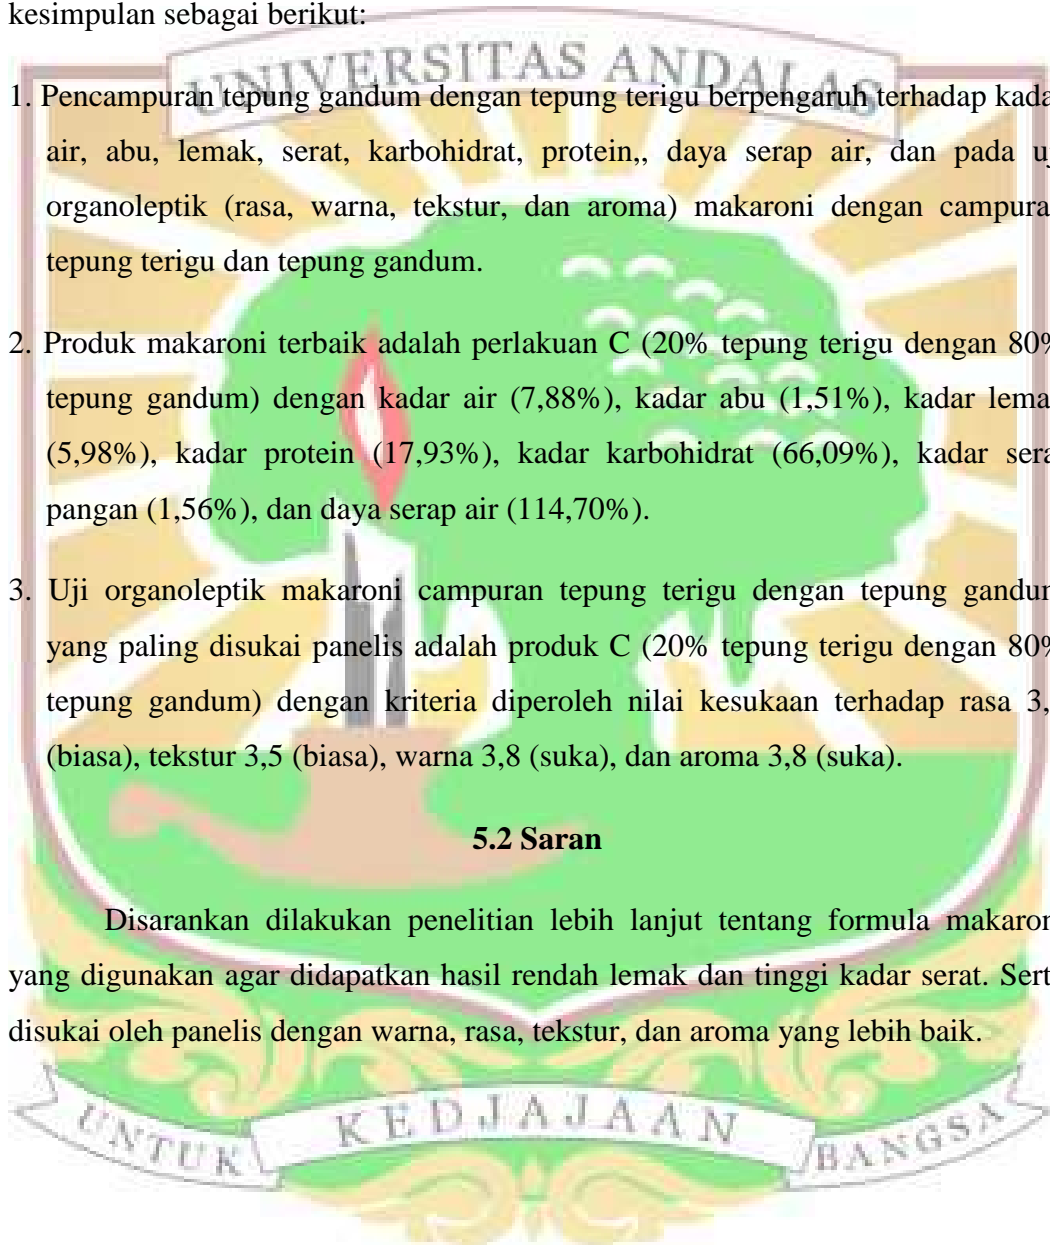 kesimpulan sebagai berikut:
UNIVERSITAS ANDALAS
1. Pencampuran tepung gandum dengan tepung terigu berpengaruh terhadap kada
air, abu, lemak, serat, karbohidrat, protein,, daya serap air, dan pada uj
organoleptik (rasa, warna, tekstur, dan aroma) makaroni dengan campura
tepung terigu dan tepung gandum.
2. Produk makaroni terbaik adalah perlakuan C (20% tepung terigu dengan 80%
tepung gandum) dengan kadar air (7,88%), kadar abu (1,51%), kadar lema
(5,98%), kadar protein (17,93%), kadar karbohidrat (66,09%), kadar sera
pangan (1,56%), dan daya serap air (114,70%).
3. Uji organoleptik makaroni campuran tepung terigu dengan tepung gandum
yang paling disukai panelis adalah produk C (20% tepung terigu dengan 80%
tepung gandum) dengan kriteria diperoleh nilai kesukaan terhadap rasa 3,
(biasa), tekstur 3,5 (biasa), warna 3,8 (suka), dan aroma 3,8 (suka).
5.2 Saran
Disarankan dilakukan penelitian lebih lanjut tentang formula makaron
yang digunakan agar didapatkan hasil rendah lemak dan tinggi kadar serat. Sert
disukai oleh panelis dengan warna, rasa, tekstur, dan aroma yang lebih baik.
UNTUK KEDJAJAAN BANGSA